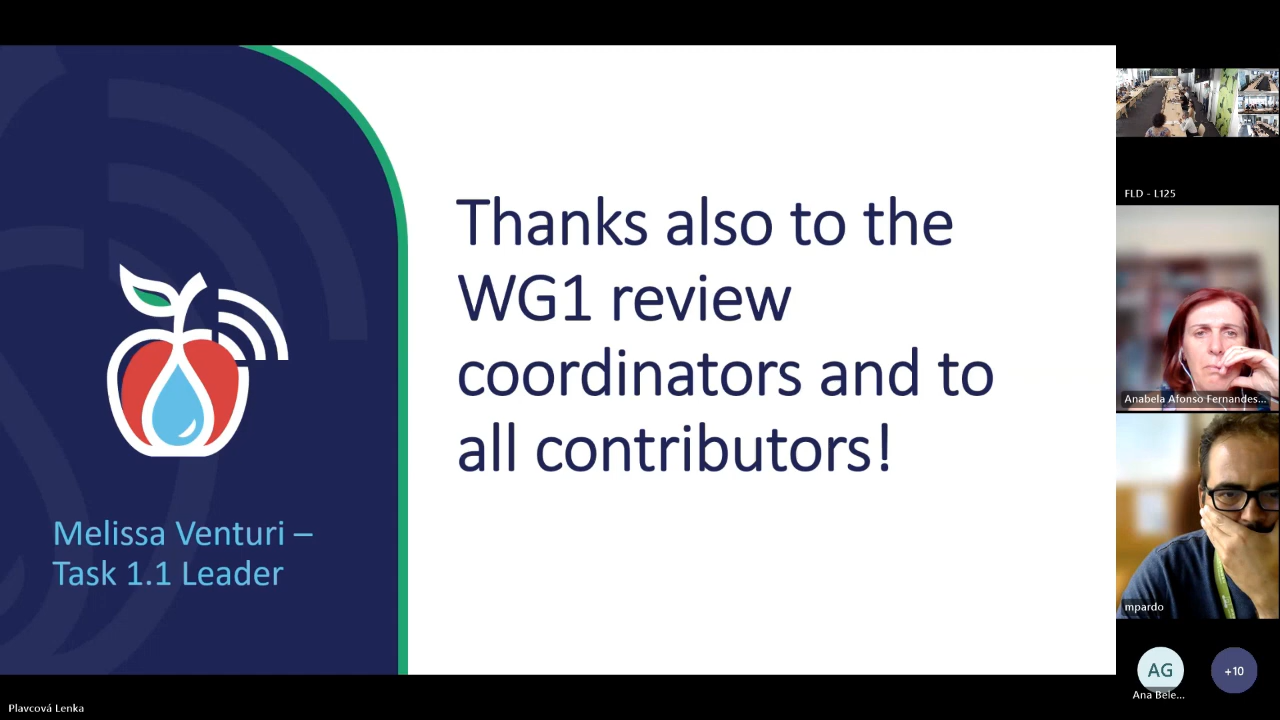 Thanks also to the
WG1 review
coordinators and to
all contributors!
Melissa Venturi –
Task 1.1 Leader
FLD - L125
Anabela Afonso Fernandes...
mpardo
AG
+10
Ana Bele...
Plavcová Lenka